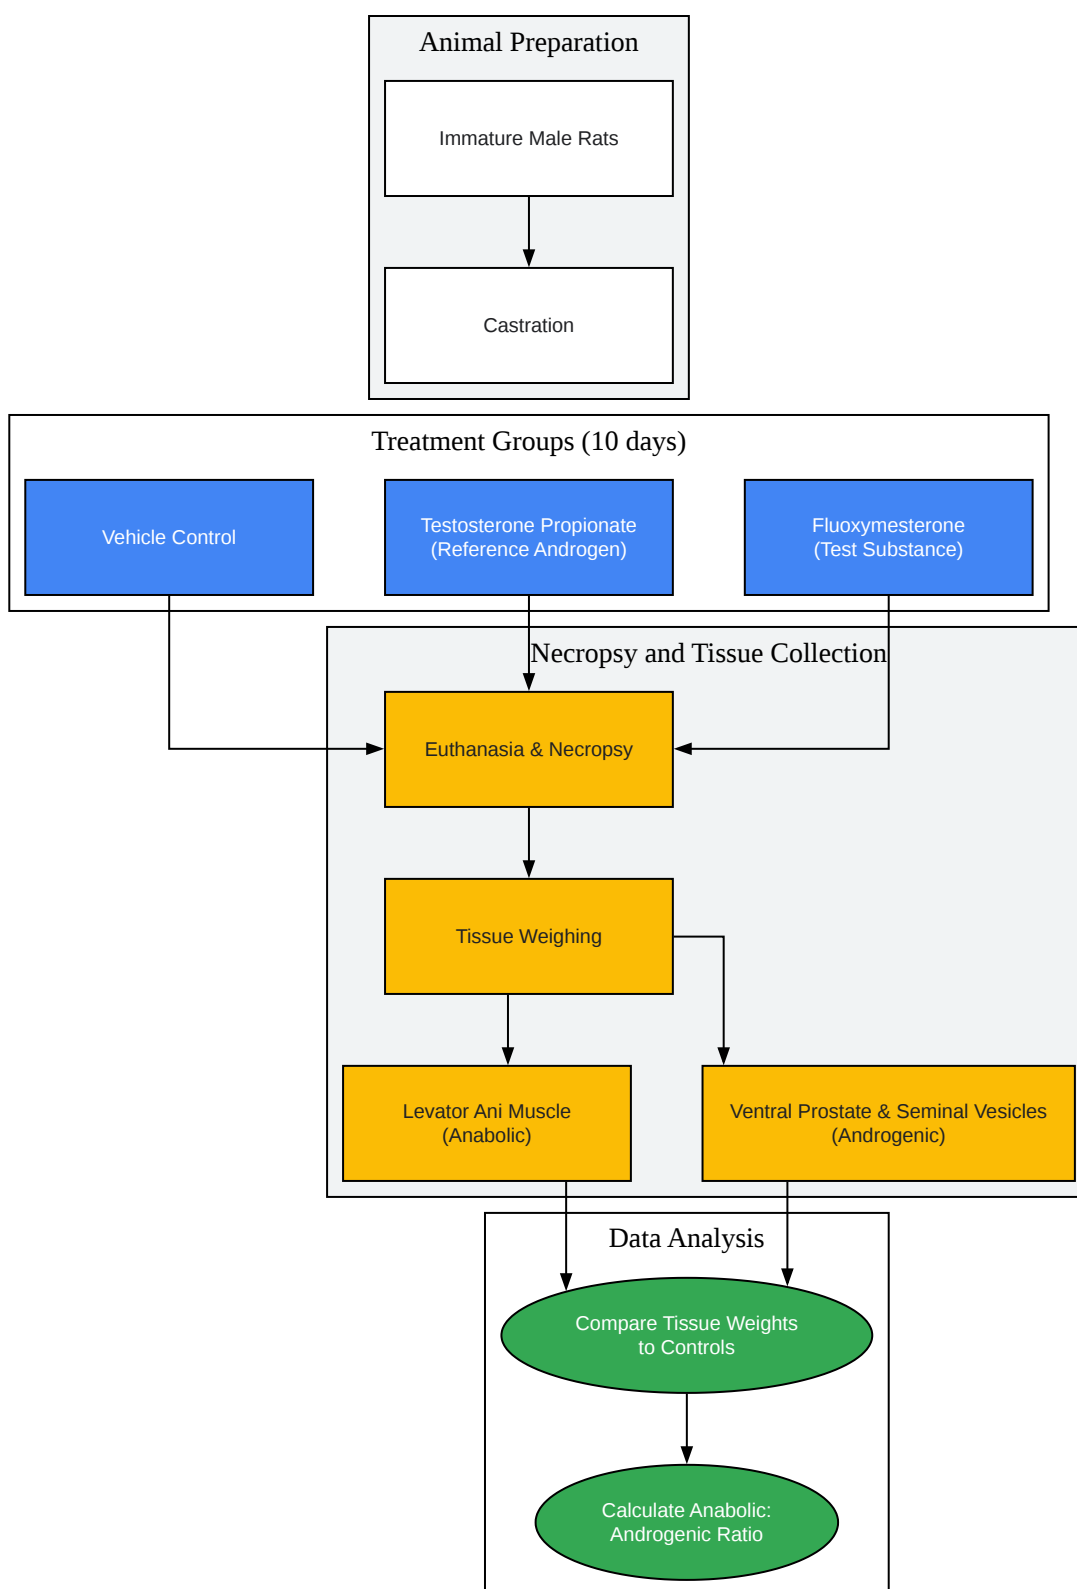 Animal Preparation
Immature Male Rats
Castration
Treatment Groups (10 days)
Vehicle Control
Testosterone Propionate
(Reference Androgen)
Fluoxymesterone
(Test Substance)
Necropsy and Tissue Collection
Euthanasia & Necropsy
Tissue Weighing
Levator Ani Muscle
(Anabolic)
Ventral Prostate & Seminal Vesicles
(Androgenic)
Data Analysis
Compare Tissue Weights
to Controls
Calculate Anabolic:
Androgenic Ratio